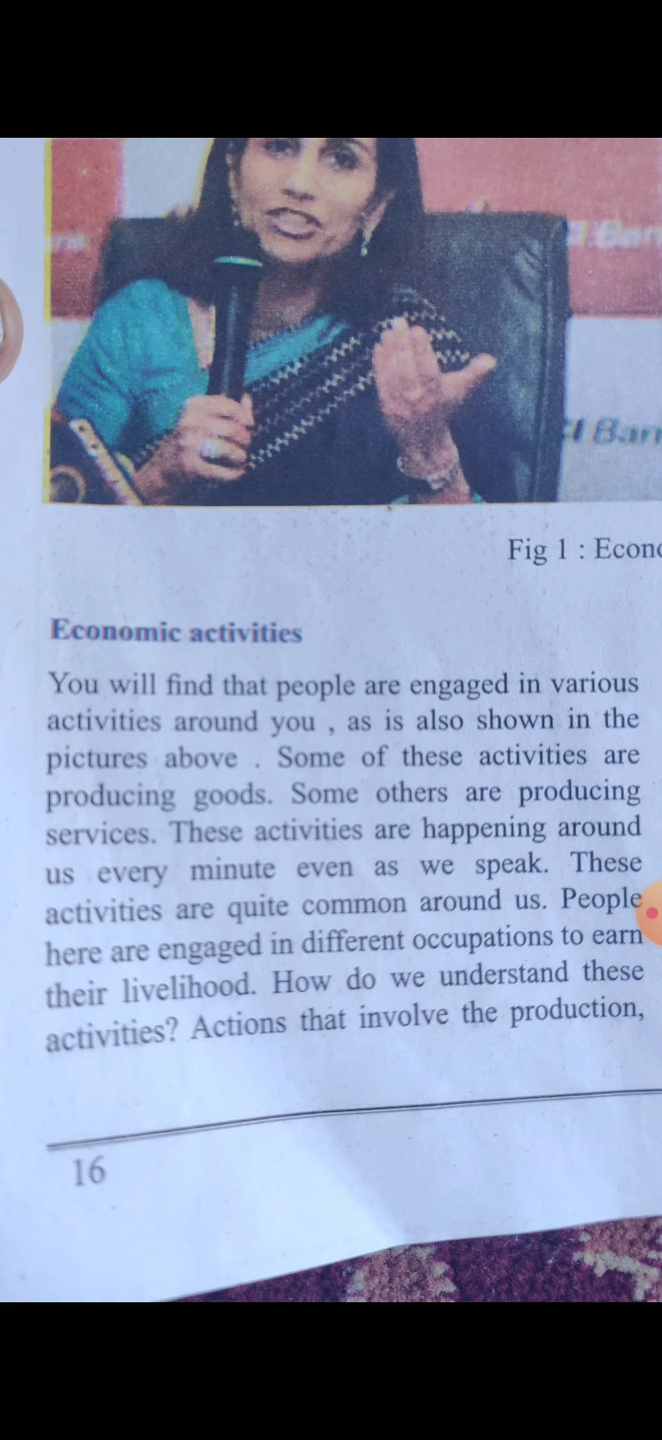 Bank
I Bank
Fig 1 : Econo
Economic activities
You will find that people are engaged in various
activities around you , as is also shown in the
pictures above . Some of these activities are
producing goods. Some others are producing
services. These activities are happening around
us every minute even as we speak. These
activities are quite common around us. People
here are engaged in different occupations to earn
their livelihood. How do we understand these
activities? Actions that involve the production,
16